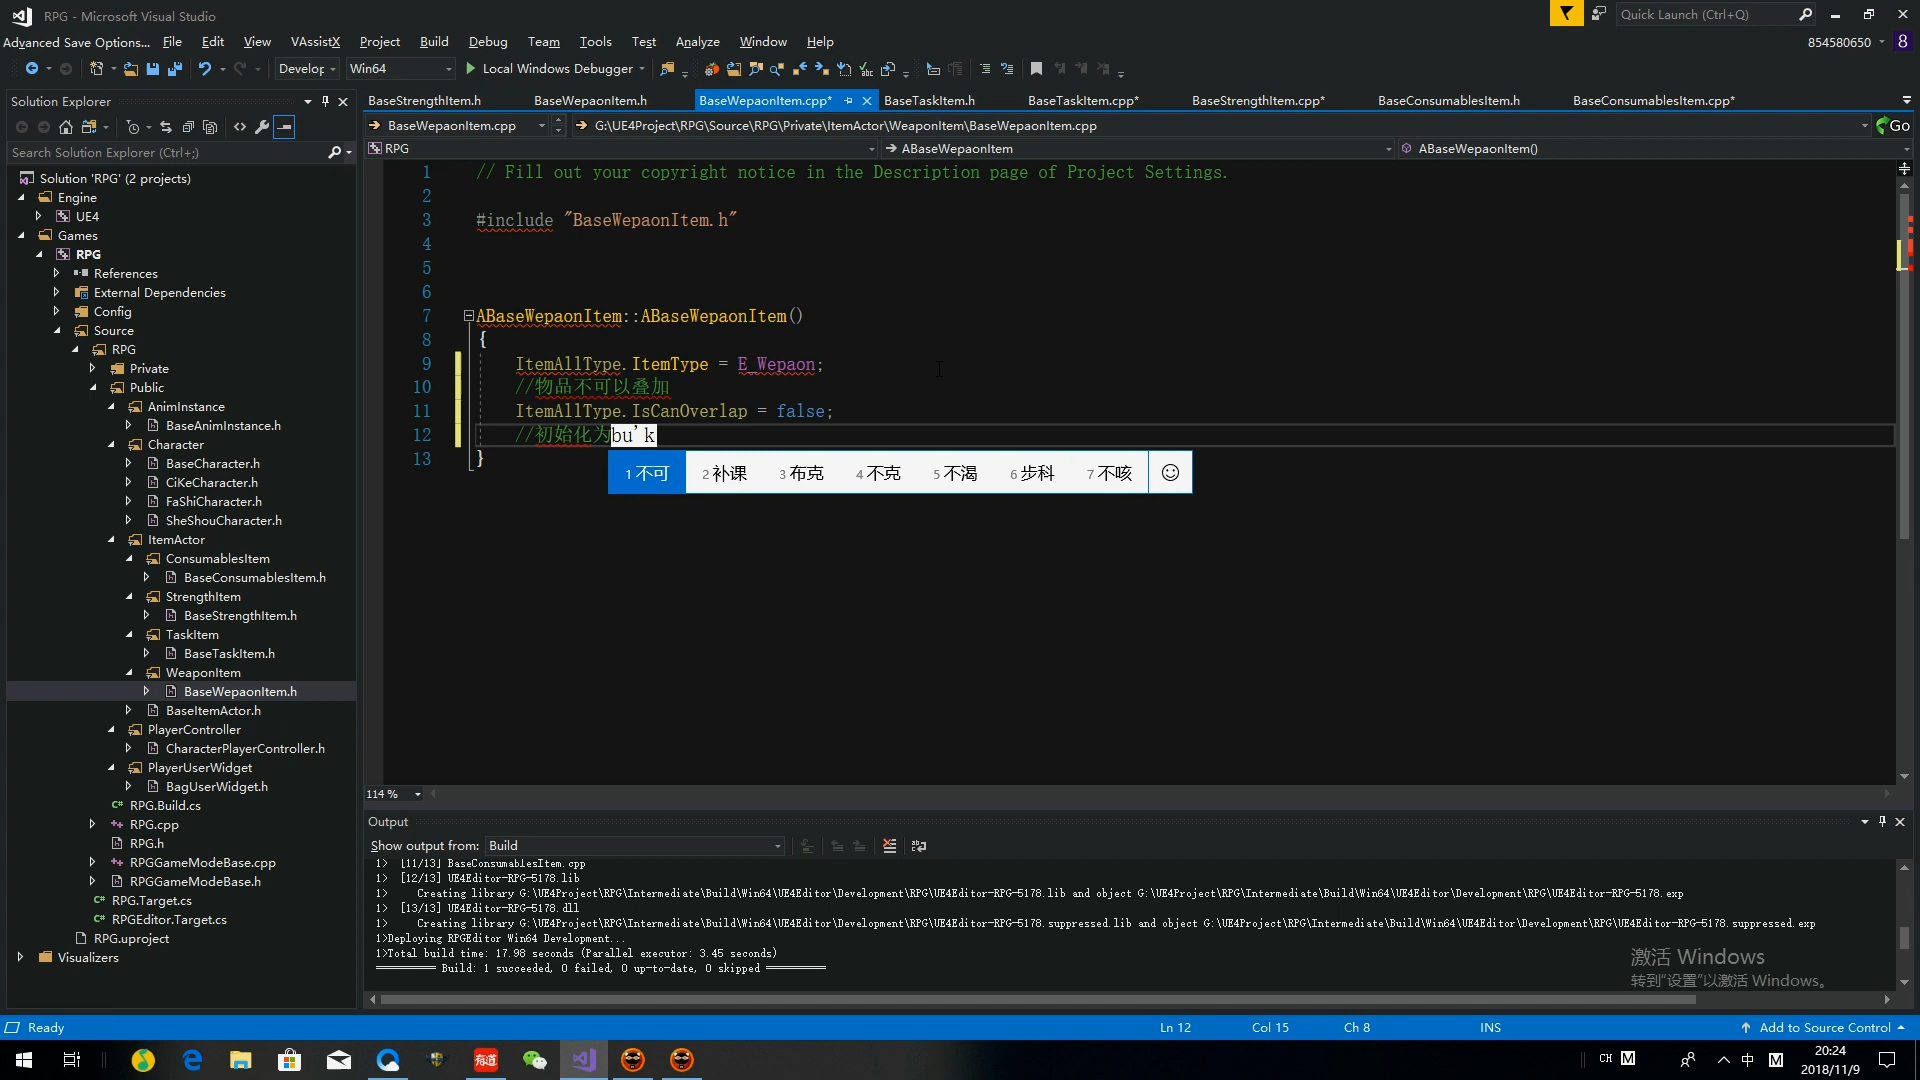 RPG - Microsoft Visual Studio
Quick Launch (Ctrl+Q)
Advanced Save Options... File Edit View VAssistX Project Build Debug Team Tools Test Analyze Window Help
854580650 8
Develop Win64 Local Windows Debugger
Solution Explorer
Search Solution Explorer (Ctrl+;)
Solution 'RPG' (2 projects)
Engine
UE4
Games
RPG
References
External Dependencies
Config
Source
RPG
Private
Public
AnimInstance
BaseAnimInstance.h
Character
BaseCharacter.h
CiKeCharacter.h
FaShiCharacter.h
SheShouCharacter.h
ItemActor
ConsumablesItem
BaseConsumablesItem.h
StrengthItem
BaseStrengthItem.h
TaskItem
BaseTaskItem.h
WeaponItem
BaseWepaonItem.h
BaseItemActor.h
PlayerController
CharacterPlayerController.h
PlayerUserWidget
BagUserWidget.h
RPG.Build.cs
RPG.cpp
RPG.h
RPGGameModeBase.cpp
RPGGameModeBase.h
RPG.Target.cs
RPGEditor.Target.cs
RPG.uproject
Visualizers
BaseStrengthItem.h BaseWepaonItem.h BaseWepaonItem.cpp* BaseTaskItem.h BaseTaskItem.cpp* BaseStrengthItem.cpp* BaseConsumablesItem.h BaseConsumablesItem.cpp*
BaseWepaonItem.cpp G:\UE4Project\RPG\Source\RPG\Private\ItemActor\WeaponItem\BaseWepaonItem.cpp Go
RPG ABaseWepaonItem ABaseWepaonItem()
1 // Fill out your copyright notice in the Description page of Project Settings.
2
3 #include "BaseWepaonItem.h"
4
5
6
7 ABaseWepaonItem::ABaseWepaonItem()
8 {
9 ItemAllType.ItemType = E_Wepaon;
10 //物品不可以叠加
11 ItemAllType.IsCanOverlap = false;
12 //初始化为bu'k
13 }
1 不可 2 补课 3 布克 4 不克 5 不渴 6 步科 7 不咳
114 %
Output
Show output from: Build
1> [11/13] BaseConsumablesItem.cpp
1> [12/13] UE4Editor-RPG-5178.lib
1> Creating library G:\UE4Project\RPG\Intermediate\Build\Win64\UE4Editor\Development\RPG\UE4Editor-RPG-5178.lib and object G:\UE4Project\RPG\Intermediate\Build\Win64\UE4Editor\Development\RPG\UE4Editor-RPG-5178.exp
1> [13/13] UE4Editor-RPG-5178.dll
1> Creating library G:\UE4Project\RPG\Intermediate\Build\Win64\UE4Editor\Development\RPG\UE4Editor-RPG-5178.suppressed.lib and object G:\UE4Project\RPG\Intermediate\Build\Win64\UE4Editor\Development\RPG\UE4Editor-RPG-5178.suppressed.exp
1>Deploying RPGEditor Win64 Development...
1>Total build time: 17.98 seconds (Parallel executor: 3.45 seconds)
========== Build: 1 succeeded, 0 failed, 0 up-to-date, 0 skipped ==========
激活 Windows
转到"设置"以激活 Windows。
Ready Ln 12 Col 15 Ch 8 INS Add to Source Control
有道
CH M 中 M
20:24
2018/11/9